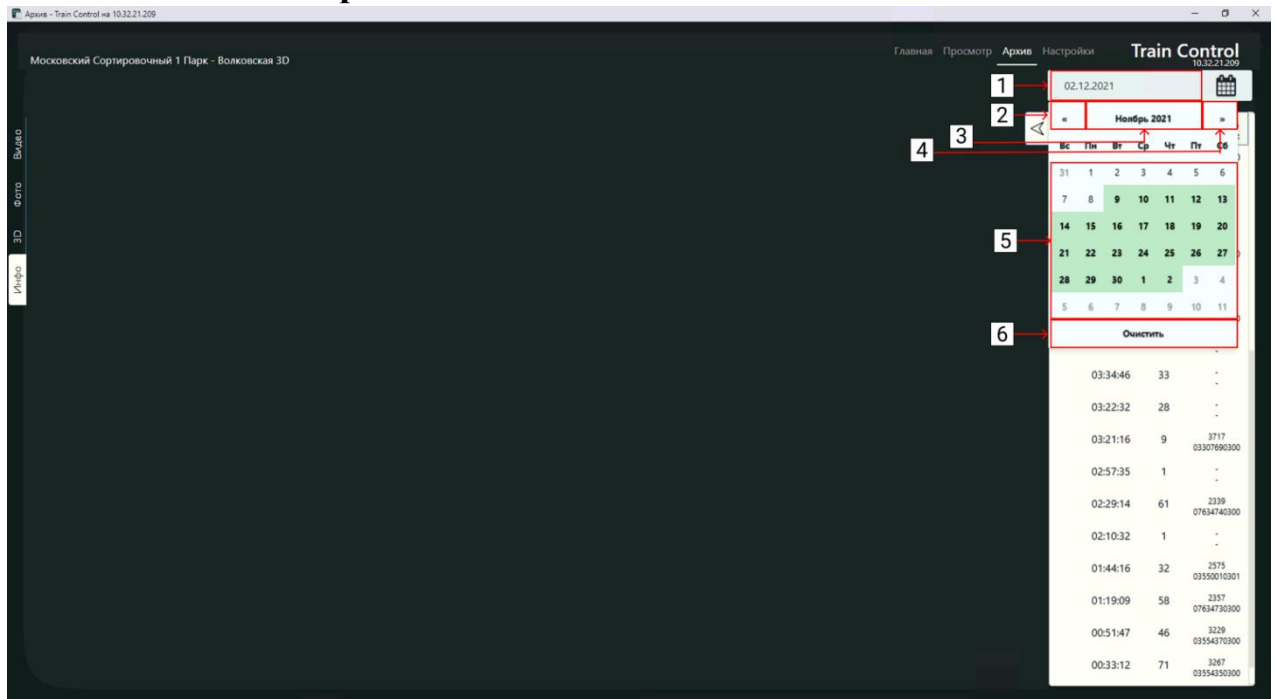 Архив - Train Control на 10.32.21.209
Главная Просмотр Архив Настройки Train Control
10.32.21.209
Московский Сортировочный 1 Парк - Волковская 3D
1 02.12.2021
2 « Ноябрь 2021 »
3
4
Вс Пн Вт Ср Чт Пт Сб
31 1 2 3 4 5 6
7 8 9 10 11 12 13
14 15 16 17 18 19 20
5
21 22 23 24 25 26 27
28 29 30 1 2 3 4
5 6 7 8 9 10 11
6 Очистить
Видео
Фото
3D
Инфо
03:34:46 33 -
-
03:22:32 28 -
-
03:21:16 9 3717
03307690300
02:57:35 1 -
-
02:29:14 61 2339
07634740300
02:10:32 1 -
-
01:44:16 32 2575
03550010301
01:19:09 58 2357
07634730300
00:51:47 46 3229
03554370300
00:33:12 71 3267
03554350300